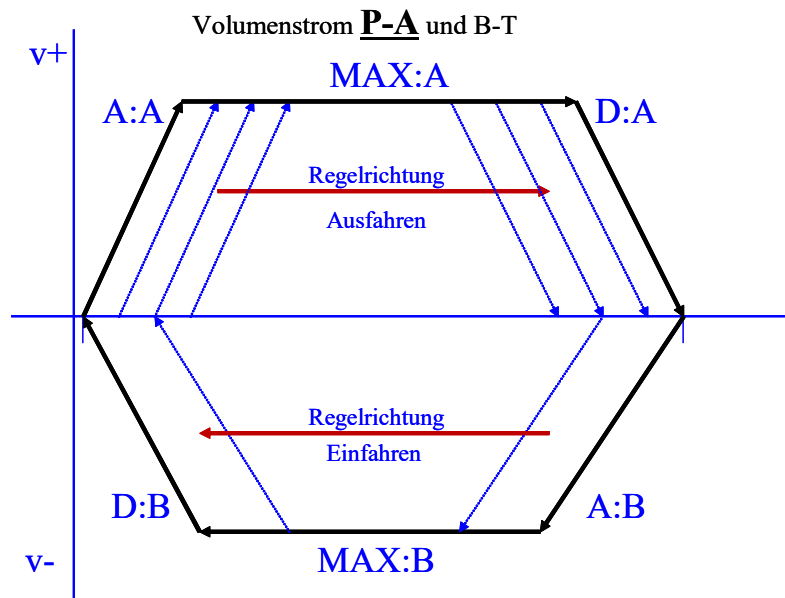 Volumenstrom P-A und B-T
v+
MAX:A
A:A
D:A
Regelrichtung
Ausfahren
Regelrichtung
Einfahren
D:B
A:B
v-
MAX:B